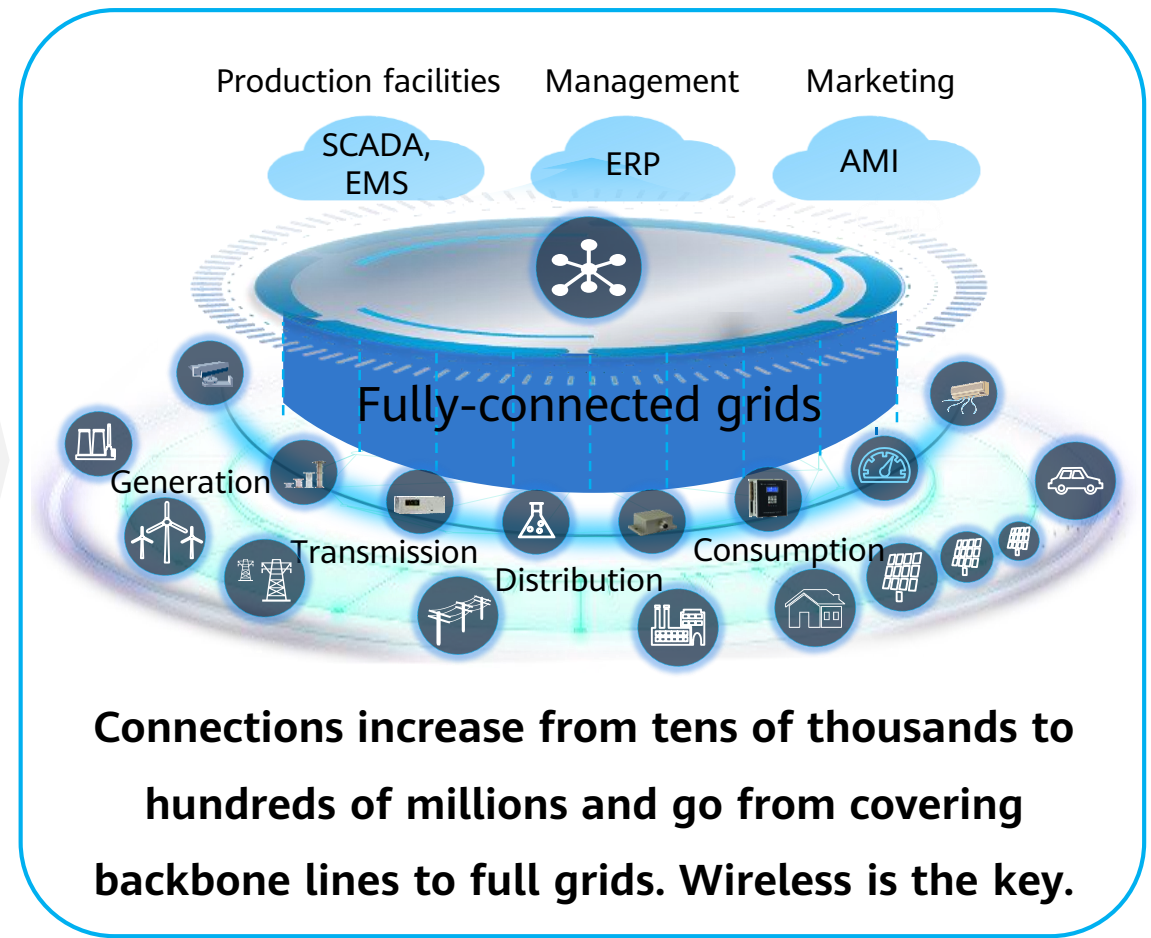 Production facilities
Management
Marketing
SCADA,
EMS
ERP
AMI
Fully-connected grids
Generation
Transmission
Distribution
Consumption
Connections increase from tens of thousands to
hundreds of millions and go from covering
backbone lines to full grids. Wireless is the key.